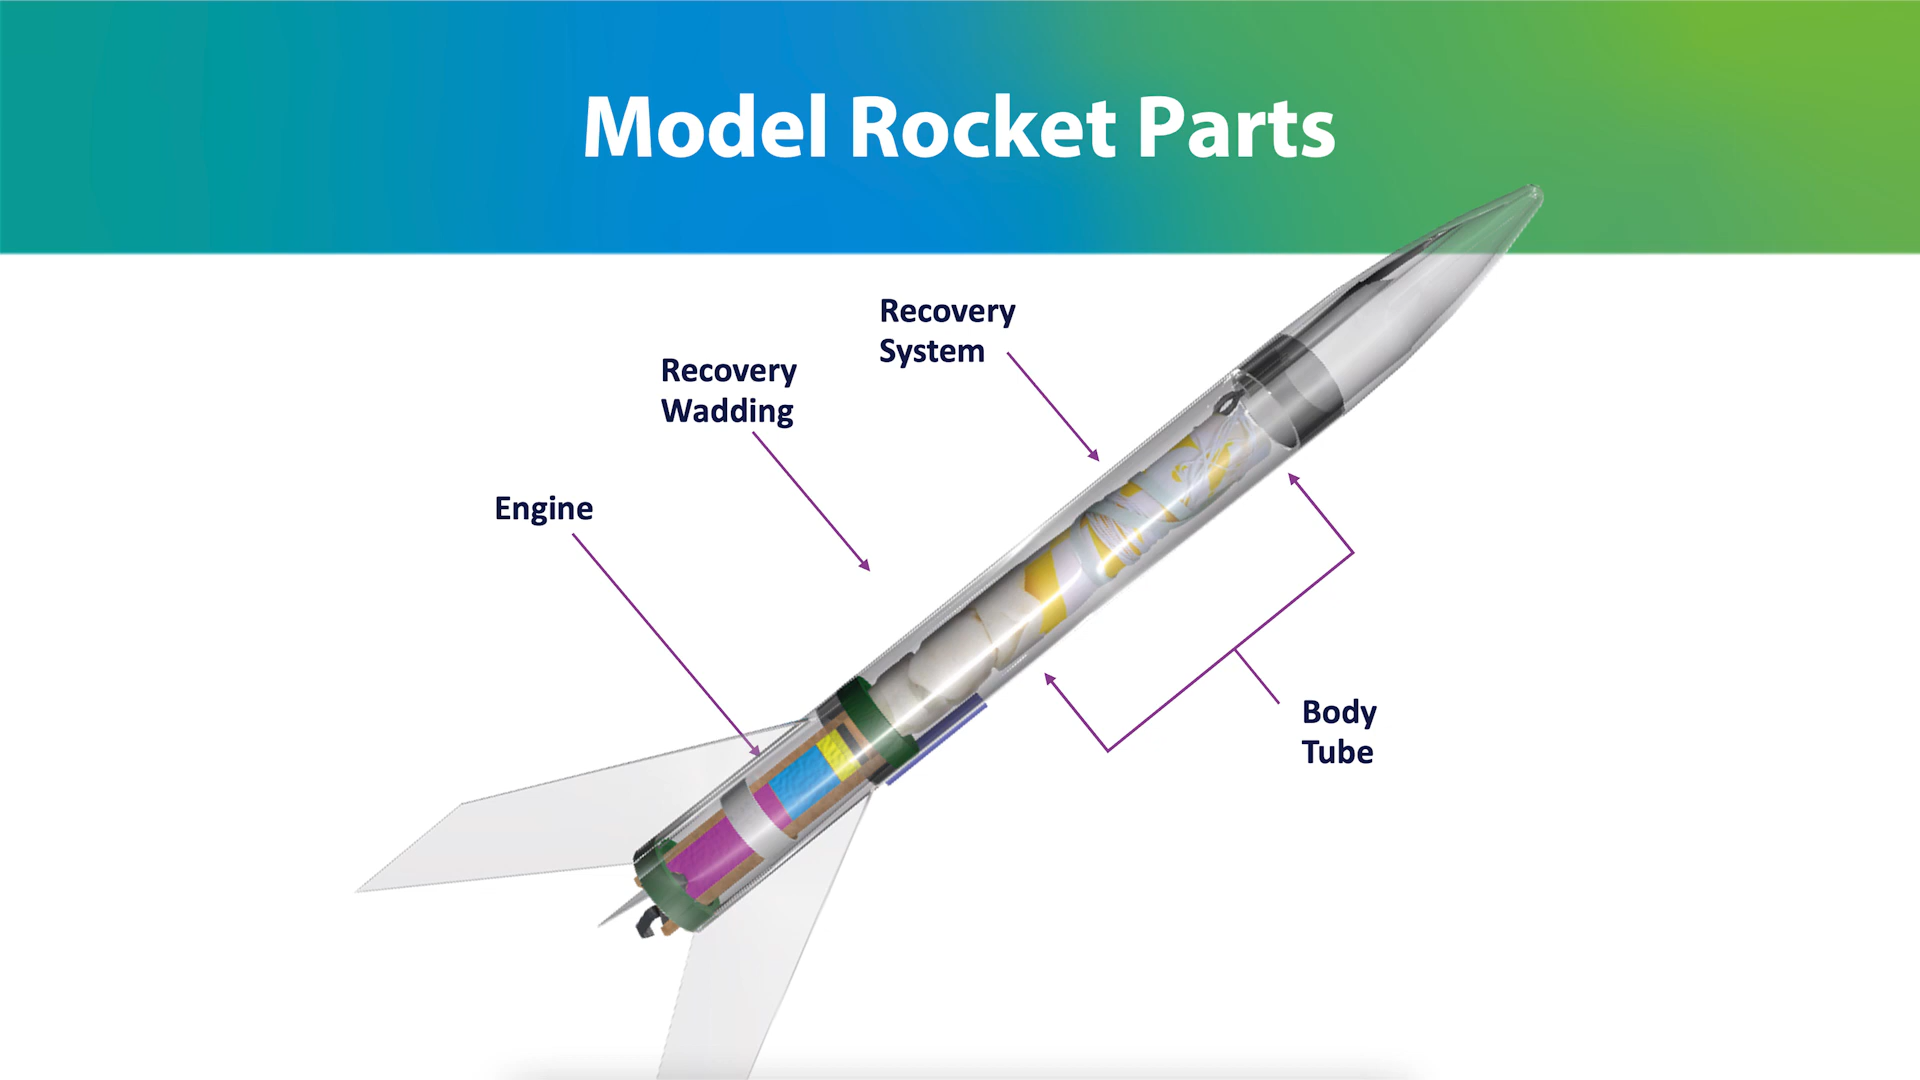 Model Rocket Parts
Recovery
System
Recovery
Wadding
Engine
Body
Tube